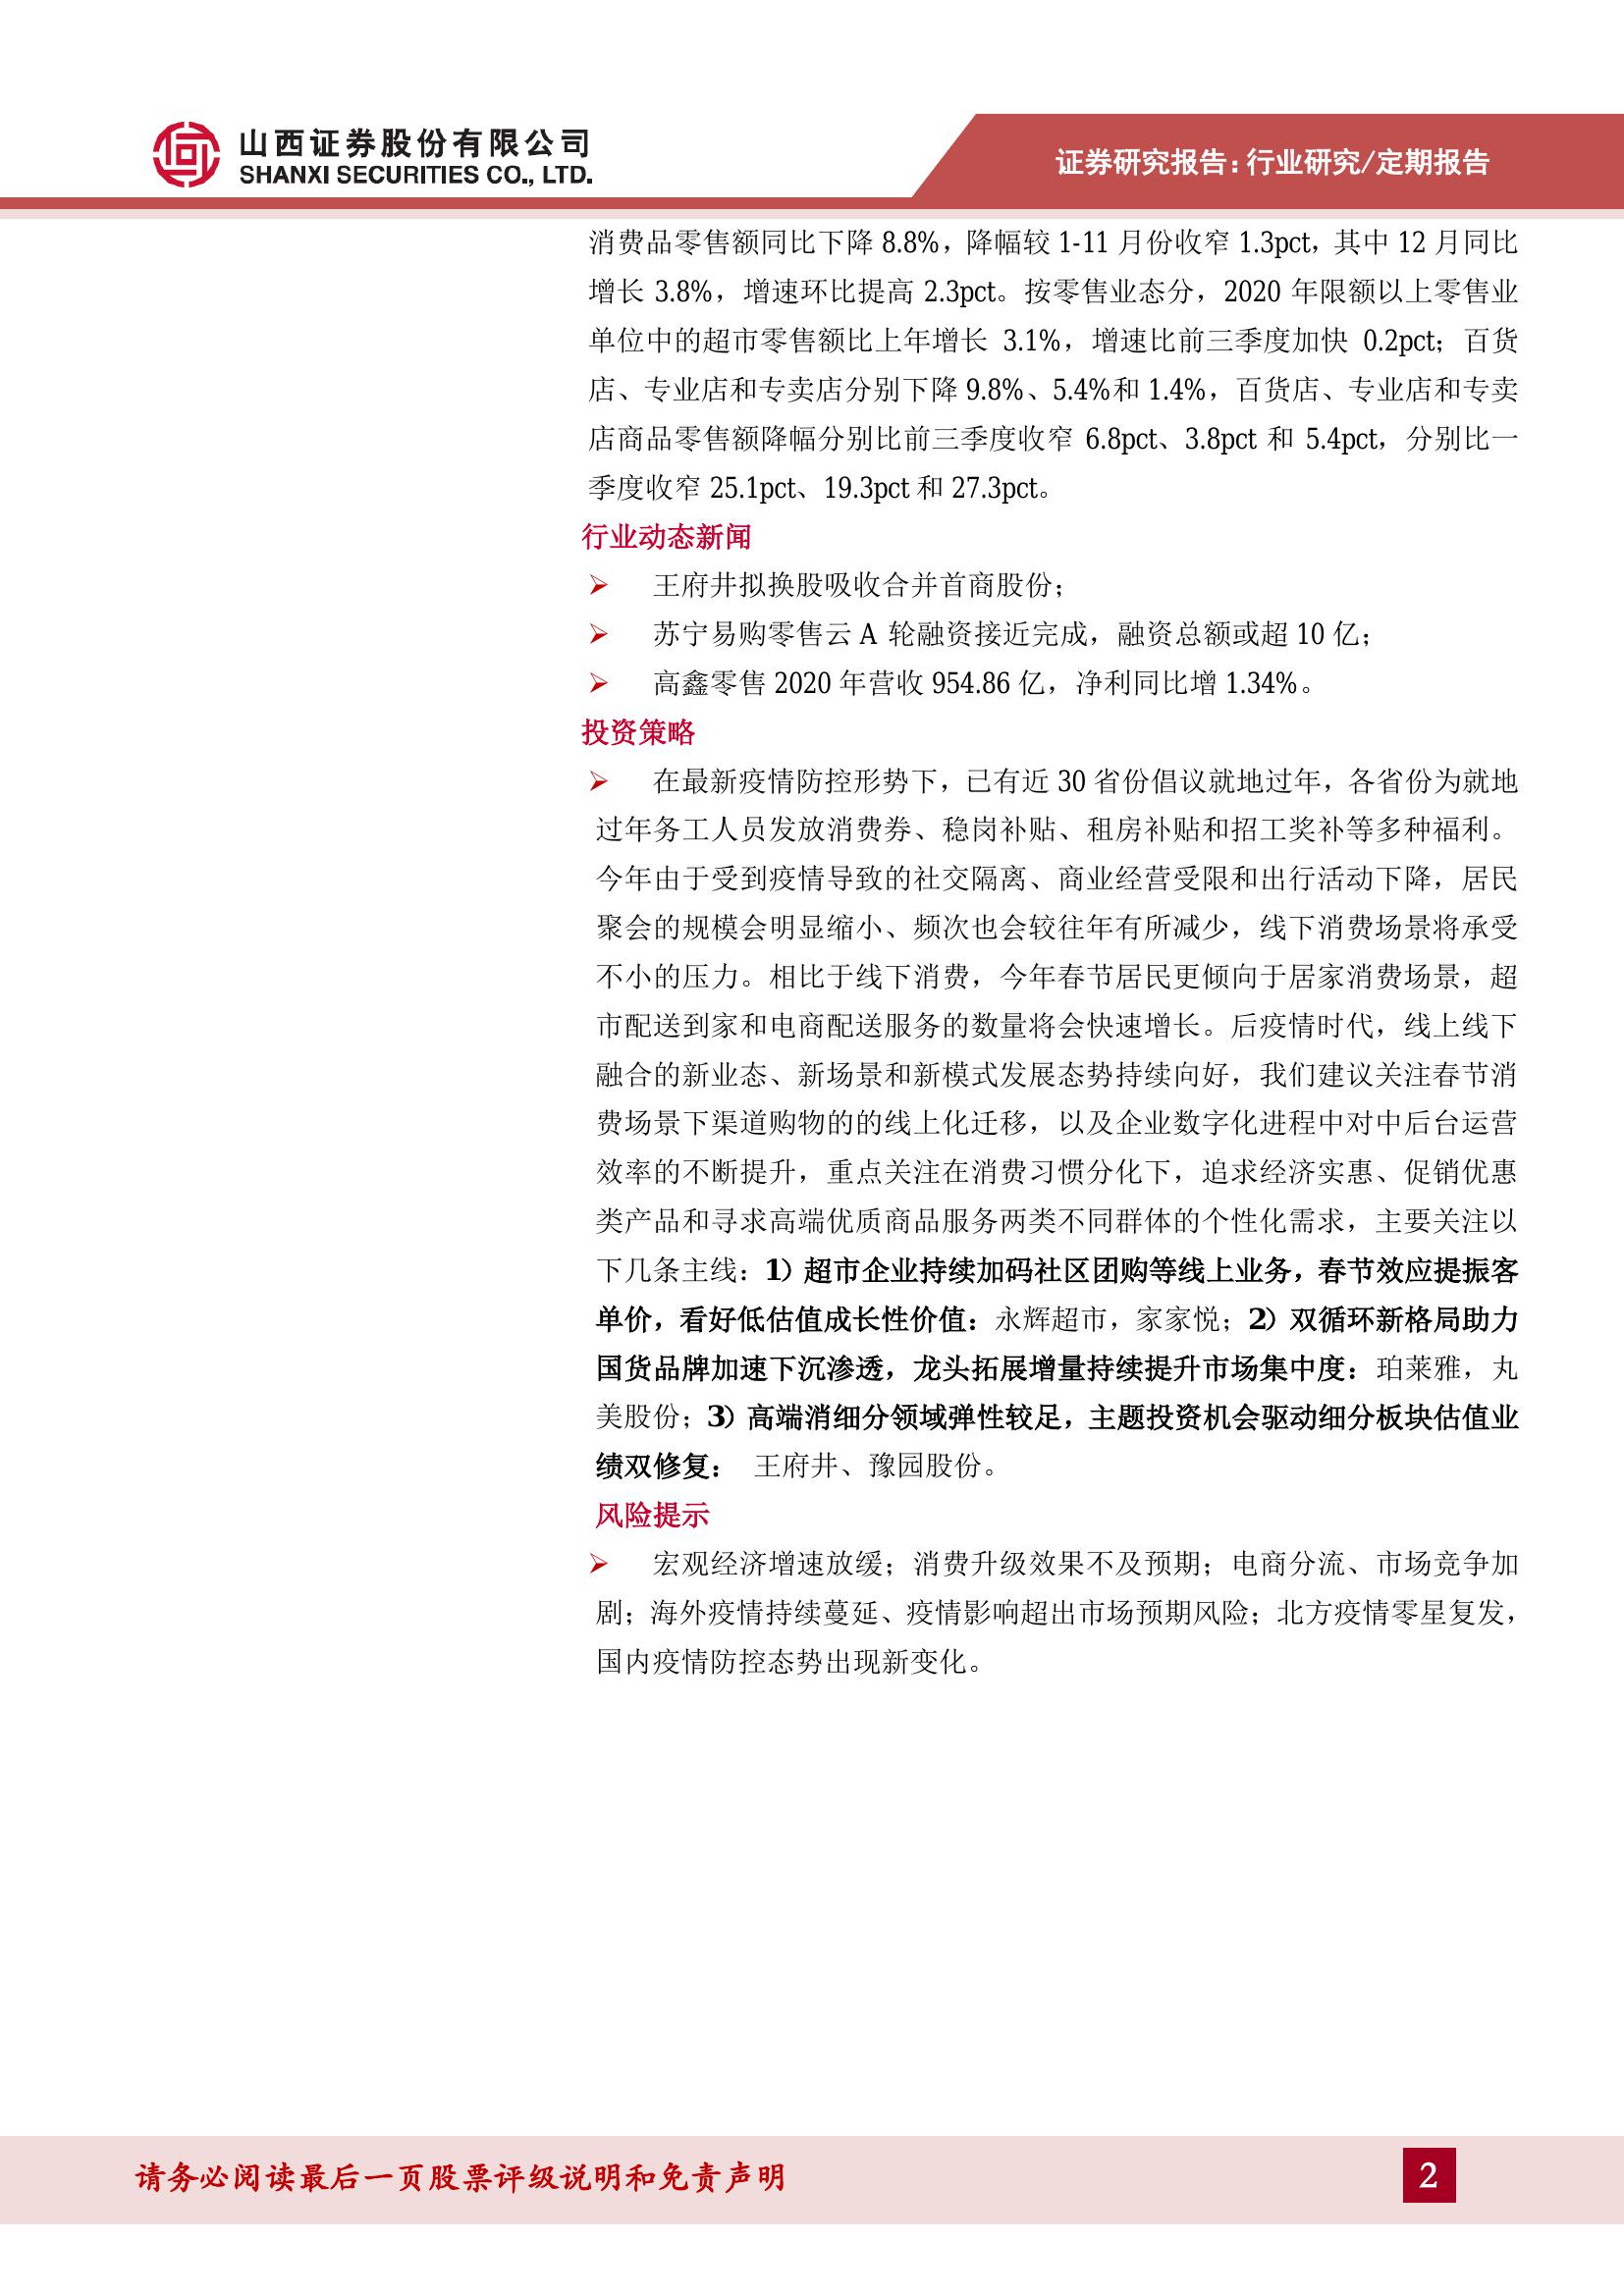 山西证券股份有限公司
SHANXI SECURITIES CO., LTD.
证券研究报告:行业研究/定期报告
消费品零售额同比下降 8.8%，降幅较 1-11 月份收窄 1.3pct，其中 12 月同比
增长 3.8%，增速环比提高 2.3pct。按零售业态分，2020 年限额以上零售业
单位中的超市零售额比上年增长 3.1%，增速比前三季度加快 0.2pct；百货
店、专业店和专卖店分别下降 9.8%、5.4%和 1.4%，百货店、专业店和专卖
店商品零售额降幅分别比前三季度收窄 6.8pct、3.8pct 和 5.4pct，分别比一
季度收窄 25.1pct、19.3pct 和 27.3pct。
行业动态新闻
➢ 王府井拟换股吸收合并首商股份；
➢ 苏宁易购零售云 A 轮融资接近完成，融资总额或超 10 亿；
➢ 高鑫零售 2020 年营收 954.86 亿，净利同比增 1.34%。
投资策略
➢ 在最新疫情防控形势下，已有近 30 省份倡议就地过年，各省份为就地
过年务工人员发放消费券、稳岗补贴、租房补贴和招工奖补等多种福利。
今年由于受到疫情导致的社交隔离、商业经营受限和出行活动下降，居民
聚会的规模会明显缩小、频次也会较往年有所减少，线下消费场景将承受
不小的压力。相比于线下消费，今年春节居民更倾向于居家消费场景，超
市配送到家和电商配送服务的数量将会快速增长。后疫情时代，线上线下
融合的新业态、新场景和新模式发展态势持续向好，我们建议关注春节消
费场景下渠道购物的的线上化迁移，以及企业数字化进程中对中后台运营
效率的不断提升，重点关注在消费习惯分化下，追求经济实惠、促销优惠
类产品和寻求高端优质商品服务两类不同群体的个性化需求，主要关注以
下几条主线：1）超市企业持续加码社区团购等线上业务，春节效应提振客
单价，看好低估值成长性价值：永辉超市，家家悦；2）双循环新格局助力
国货品牌加速下沉渗透，龙头拓展增量持续提升市场集中度：珀莱雅，丸
美股份；3）高端消细分领域弹性较足，主题投资机会驱动细分板块估值业
绩双修复： 王府井、豫园股份。
风险提示
➢ 宏观经济增速放缓；消费升级效果不及预期；电商分流、市场竞争加
剧；海外疫情持续蔓延、疫情影响超出市场预期风险；北方疫情零星复发，
国内疫情防控态势出现新变化。
请务必阅读最后一页股票评级说明和免责声明
2